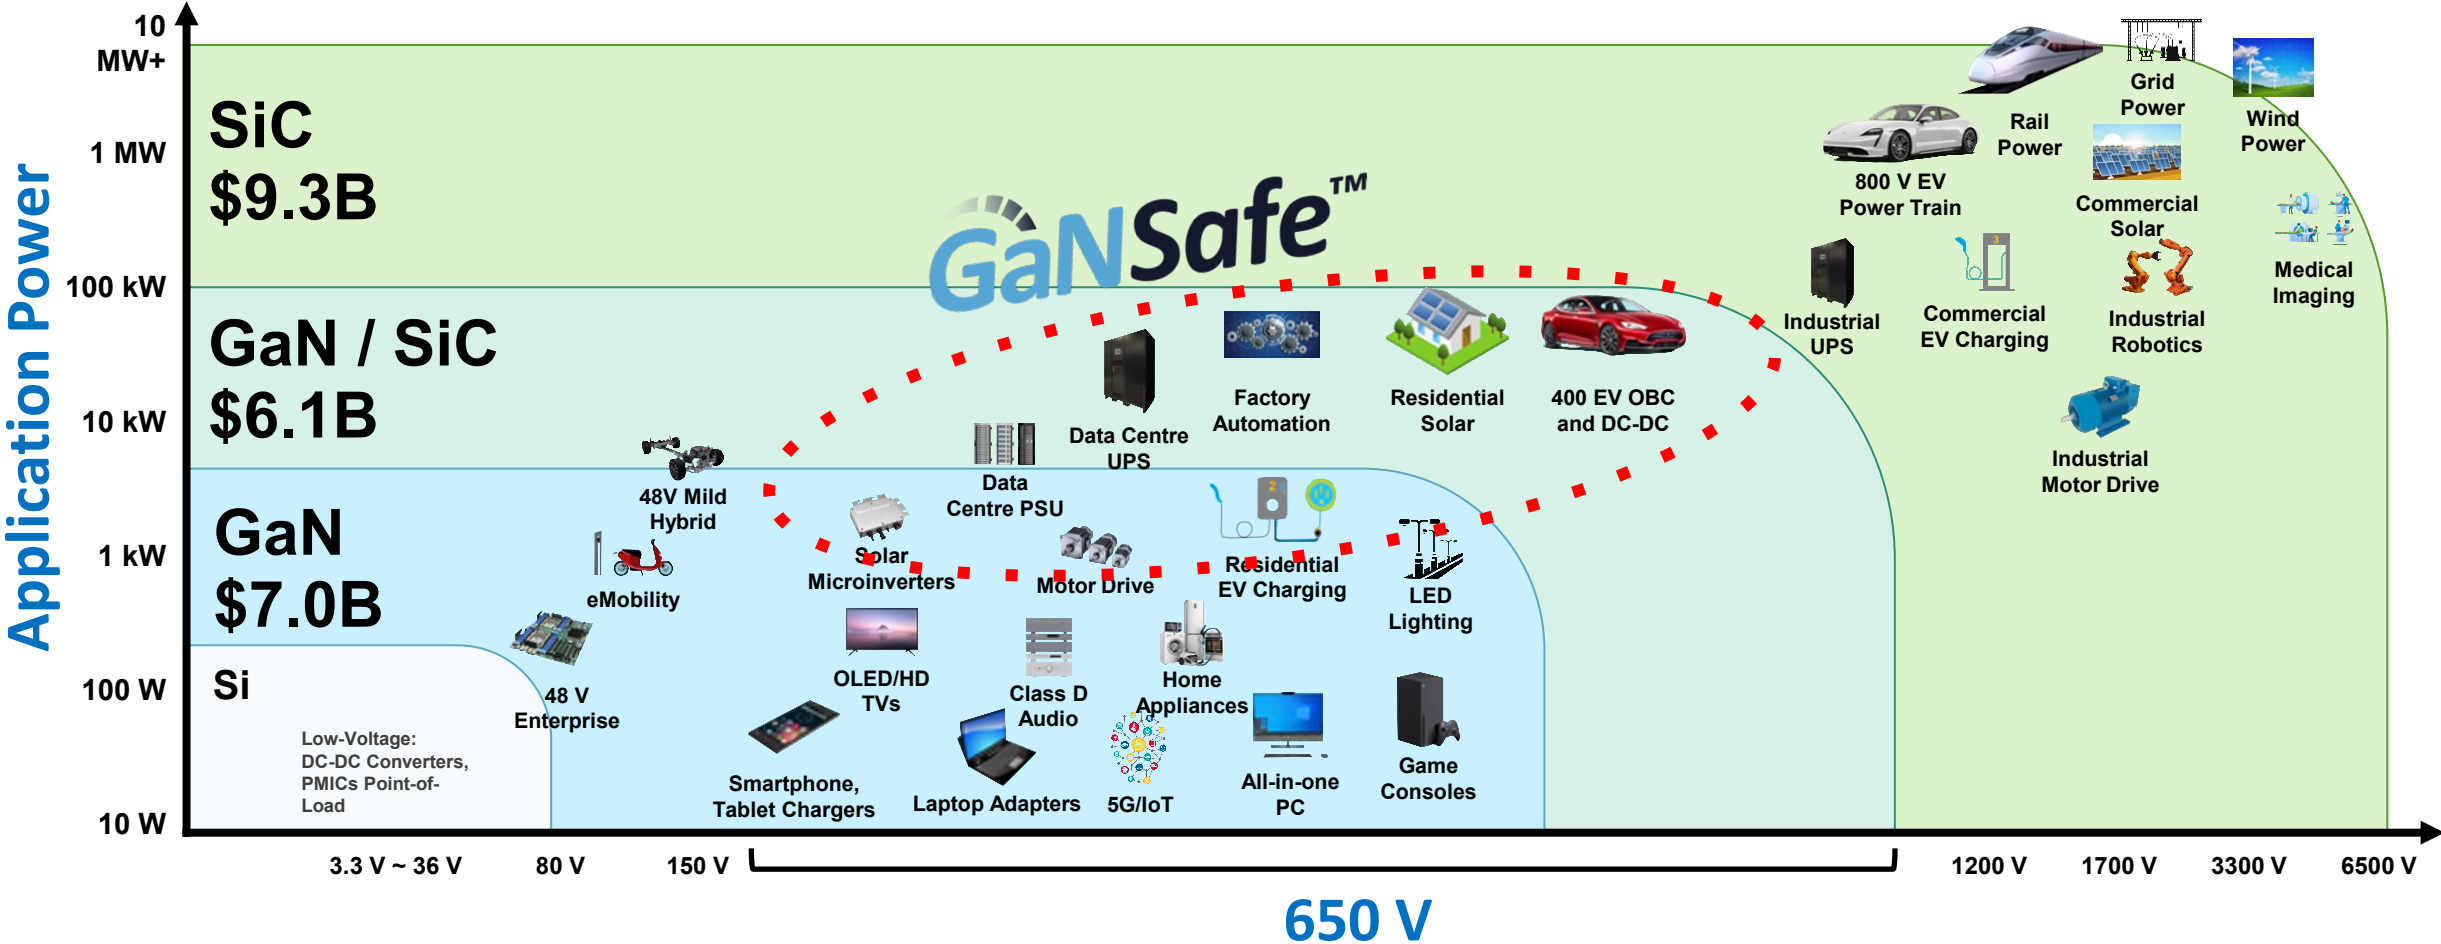 Application Power
10
MW+
1 MW
100 kW
10 kW
1 kW
100 W
10 W
SiC
$9.3B
GaN / SiC
$6.1B
GaN
$7.0B
Si
Low-Voltage:
DC-DC Converters,
PMICs Point-of-
Load
GaNSafe™
48 V
Enterprise
eMobility
48V Mild
Hybrid
Solar
Microinverters
Data
Centre PSU
Data Centre
UPS
Factory
Automation
Residential
Solar
400 EV OBC
and DC-DC
Motor Drive
Residential
EV Charging
LED
Lighting
OLED/HD
TVs
Class D
Audio
Home
Appliances
Smartphone,
Tablet Chargers
Laptop Adapters
5G/IoT
All-in-one
PC
Game
Consoles
Rail
Power
Grid
Power
Wind
Power
800 V EV
Power Train
Commercial
Solar
Medical
Imaging
Industrial
UPS
Commercial
EV Charging
Industrial
Robotics
Industrial
Motor Drive
3.3 V ~ 36 V
80 V
150 V
650 V
1200 V
1700 V
3300 V
6500 V